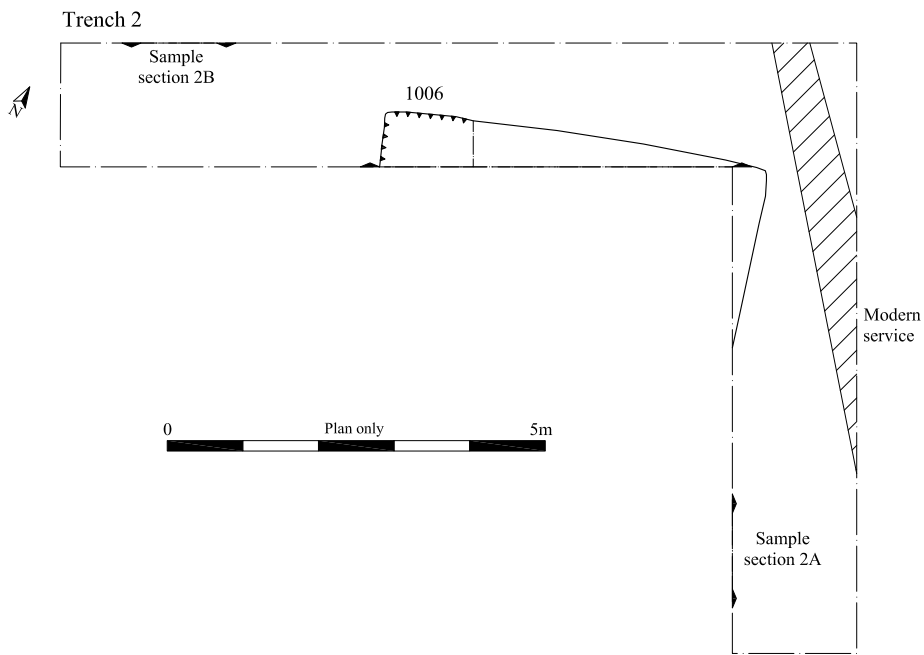 Trench 2
Sample
section 2B
N
1006
Modern
service
0 Plan only 5m
Sample
section 2A